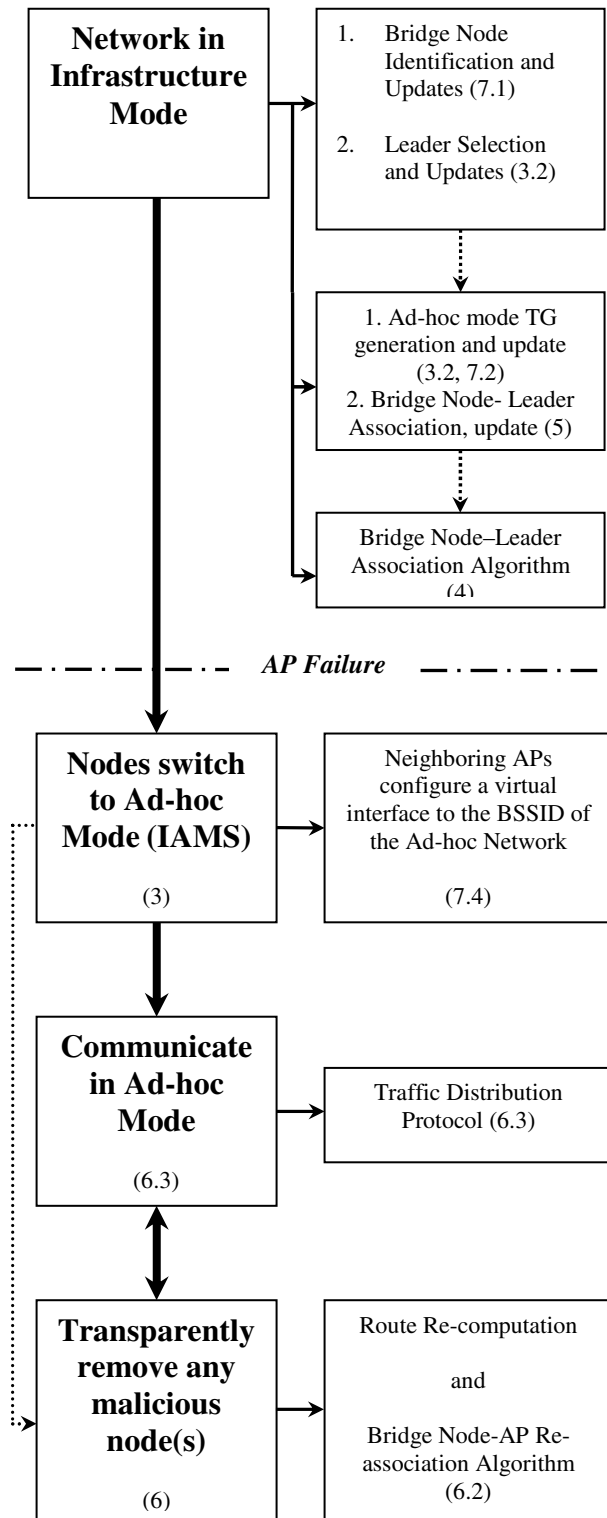 Network in
Infrastructure
Mode
1. Bridge Node
Identification and
Updates (7.1)
2. Leader Selection
and Updates (3.2)
1. Ad-hoc mode TG
generation and update
(3.2, 7.2)
2. Bridge Node- Leader
Association, update (5)
Bridge Node–Leader
Association Algorithm
(4)
AP Failure
Nodes switch
to Ad-hoc
Mode (IAMS)
(3)
Neighboring APs
configure a virtual
interface to the BSSID of
the Ad-hoc Network
(7.4)
Communicate
in Ad-hoc
Mode
(6.3)
Traffic Distribution
Protocol (6.3)
Transparently
remove any
malicious
node(s)
(6)
Route Re-computation
and
Bridge Node-AP Re-
association Algorithm
(6.2)